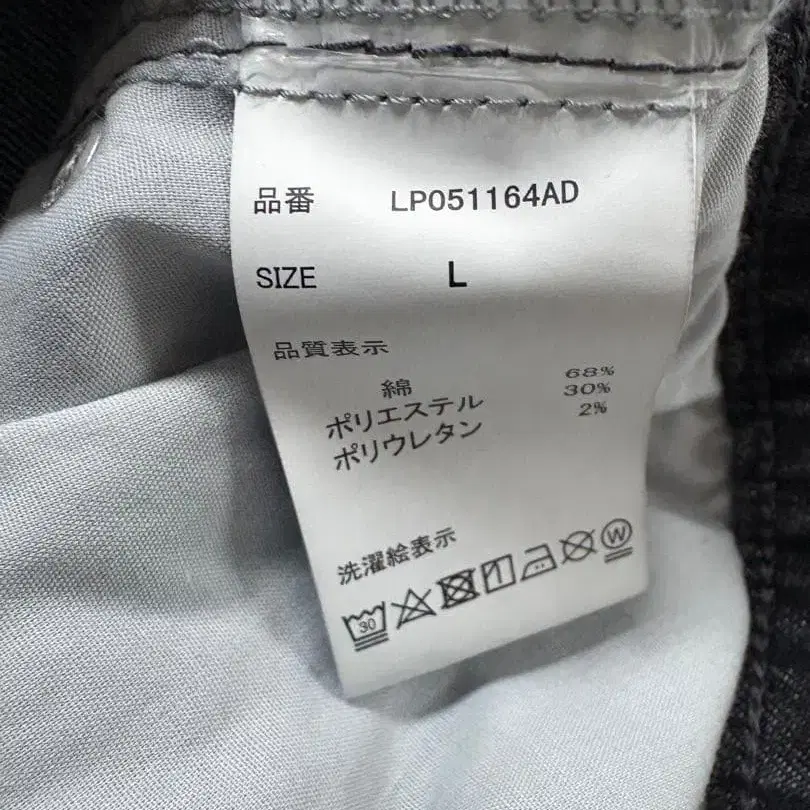 品番 LP051164AD
SIZE L
品質表示
綿 68%
ポリエステル 30%
ポリウレタン 2%
洗濯絵表示
30 W